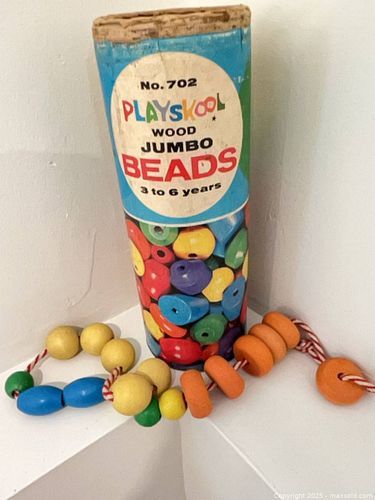 No. 702
PLAYSKOOL
WOOD
JUMBO
BEADS
3 to 6 years
Copyright 2025 - maxsold.com